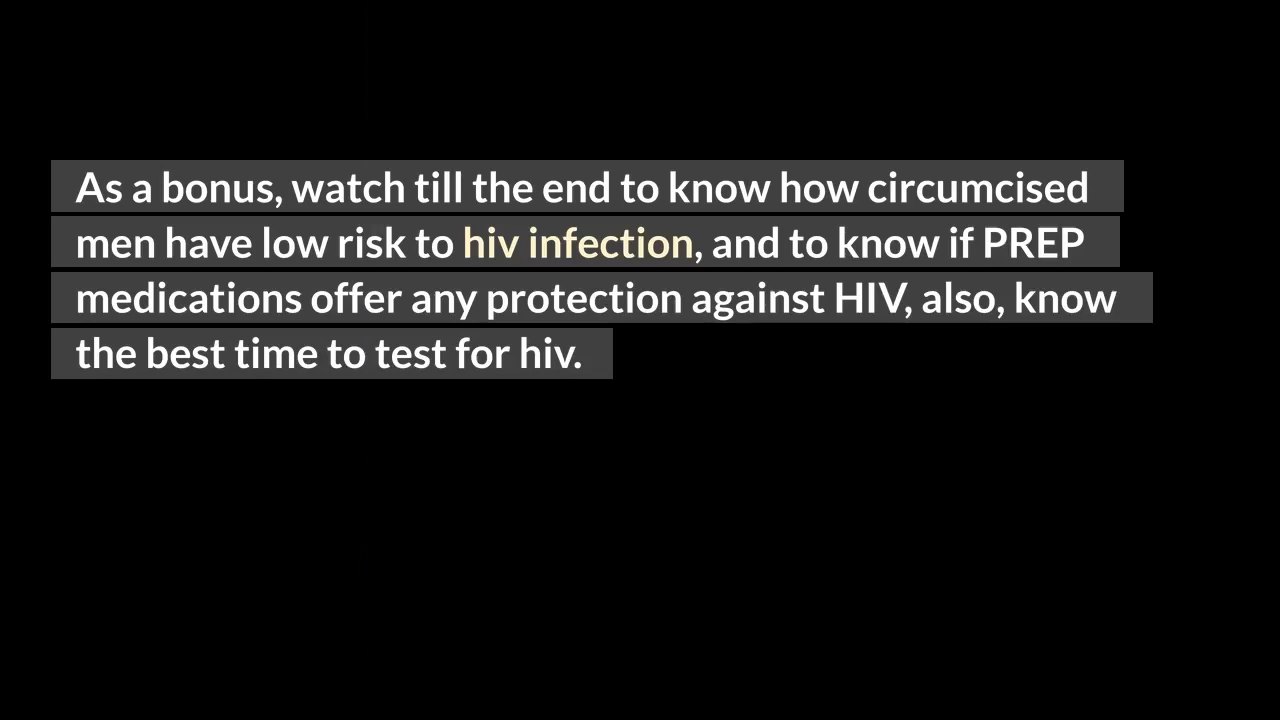 As a bonus, watch till the end to know how circumcised
men have low risk to hiv infection, and to know if PREP
medications offer any protection against HIV, also, know
the best time to test for hiv.